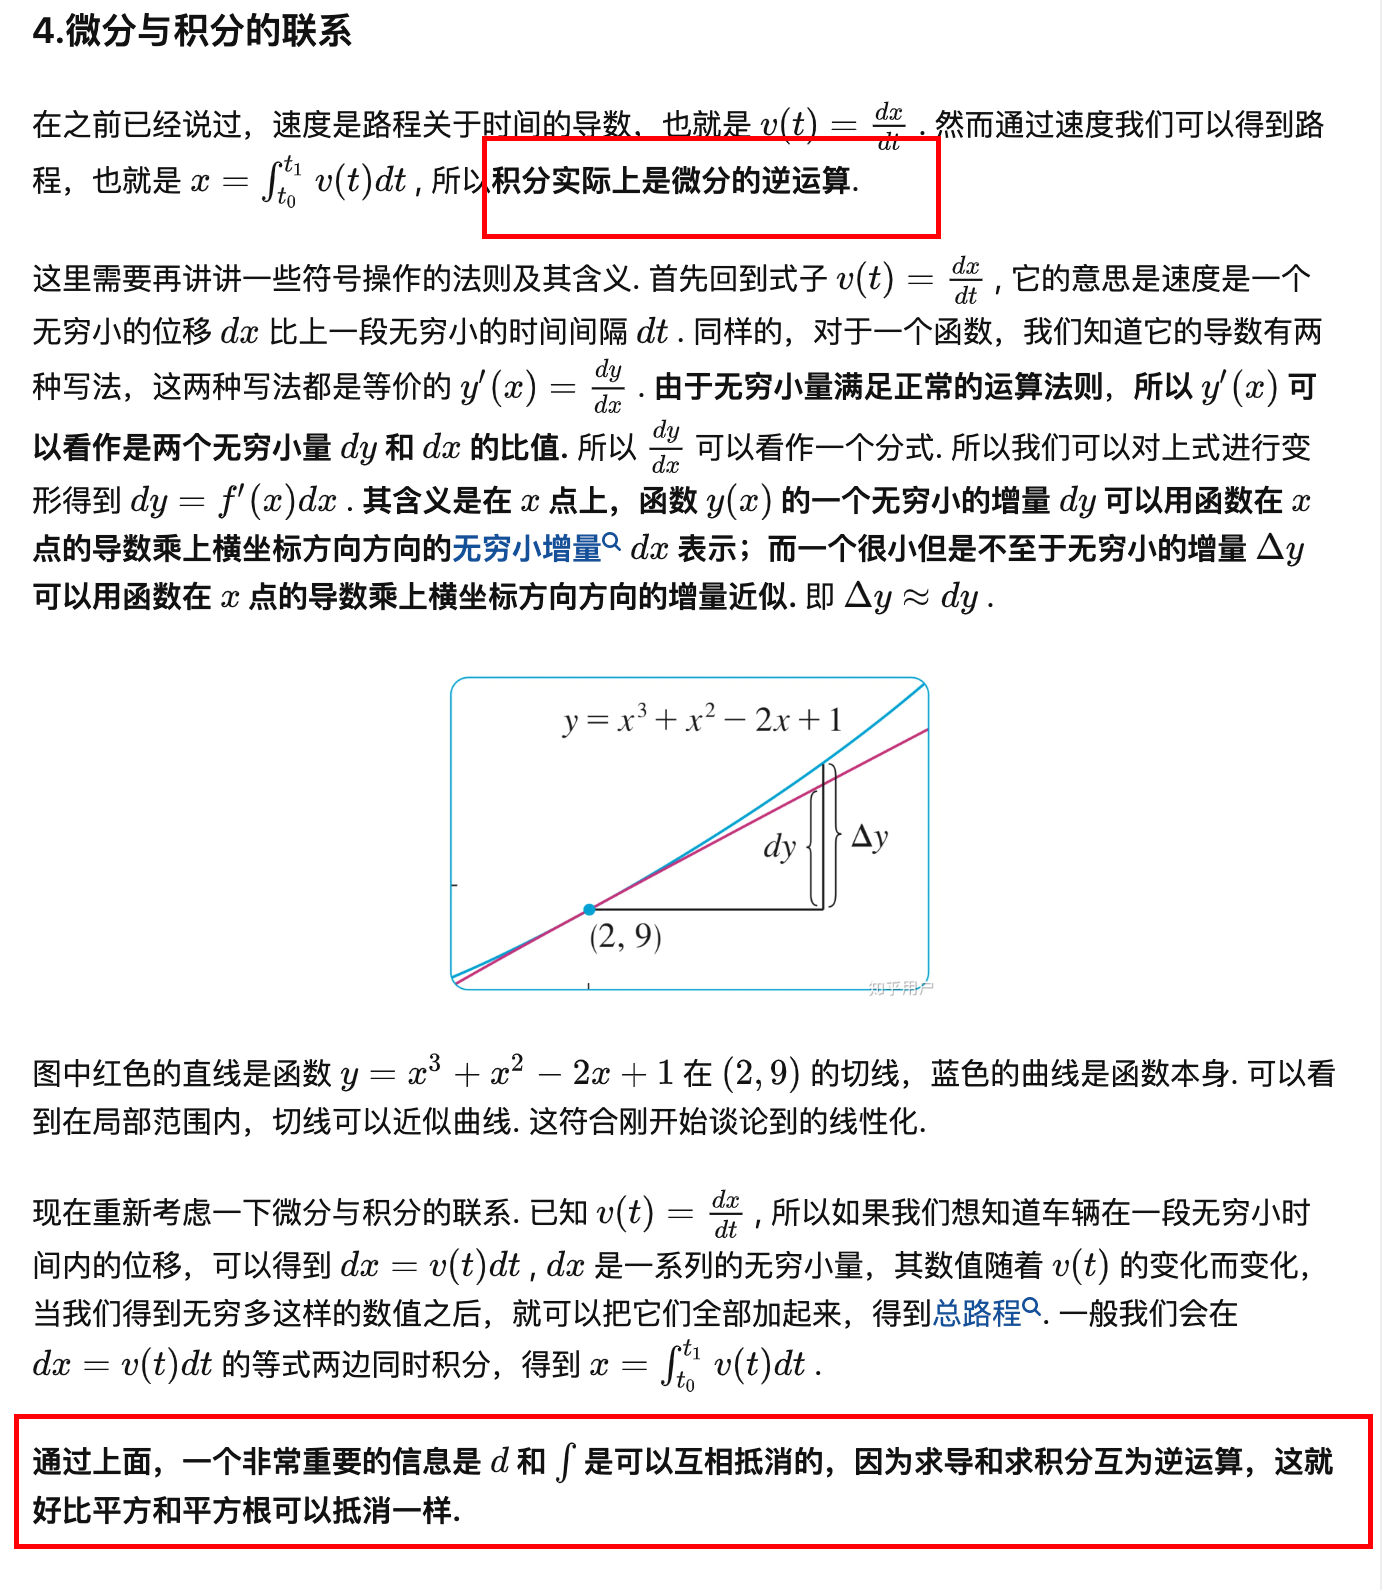 4.微分与积分的联系
在之前已经说过，速度是路程关于时间的导数，也就是 v(t) = dx/dt . 然而通过速度我们可以得到路
程，也就是 x = ∫_{t₀}^{t₁} v(t)dt , 所以积分实际上是微分的逆运算.
这里需要再讲讲一些符号操作的法则及其含义. 首先回到式子 v(t) = dx/dt , 它的意思是速度是一个
无穷小的位移 dx 比上一段无穷小的时间间隔 dt . 同样的，对于一个函数，我们知道它的导数有两
种写法，这两种写法都是等价的 y′(x) = dy/dx . 由于无穷小量满足正常的运算法则，所以 y′(x) 可
以看作是两个无穷小量 dy 和 dx 的比值. 所以 dy/dx 可以看作一个分式. 所以我们可以对上式进行变
形得到 dy = f′(x)dx . 其含义是在 x 点上，函数 y(x) 的一个无穷小的增量 dy 可以用函数在 x
点的导数乘上横坐标方向方向的无穷小增量 dx 表示；而一个很小但是不至于无穷小的增量 Δy
可以用函数在 x 点的导数乘上横坐标方向方向的增量近似. 即 Δy ≈ dy .
y = x³ + x² − 2x + 1
dy
Δy
(2, 9)
知乎用户
图中红色的直线是函数 y = x³ + x² − 2x + 1 在 (2, 9) 的切线，蓝色的曲线是函数本身. 可以看
到在局部范围内，切线可以近似曲线. 这符合刚开始谈论到的线性化.
现在重新考虑一下微分与积分的联系. 已知 v(t) = dx/dt , 所以如果我们想知道车辆在一段无穷小时
间内的位移，可以得到 dx = v(t)dt , dx 是一系列的无穷小量，其数值随着 v(t) 的变化而变化，
当我们得到无穷多这样的数值之后，就可以把它们全部加起来，得到总路程. 一般我们会在
dx = v(t)dt 的等式两边同时积分，得到 x = ∫_{t₀}^{t₁} v(t)dt .
通过上面，一个非常重要的信息是 d 和 ∫ 是可以互相抵消的，因为求导和求积分互为逆运算，这就
好比平方和平方根可以抵消一样.